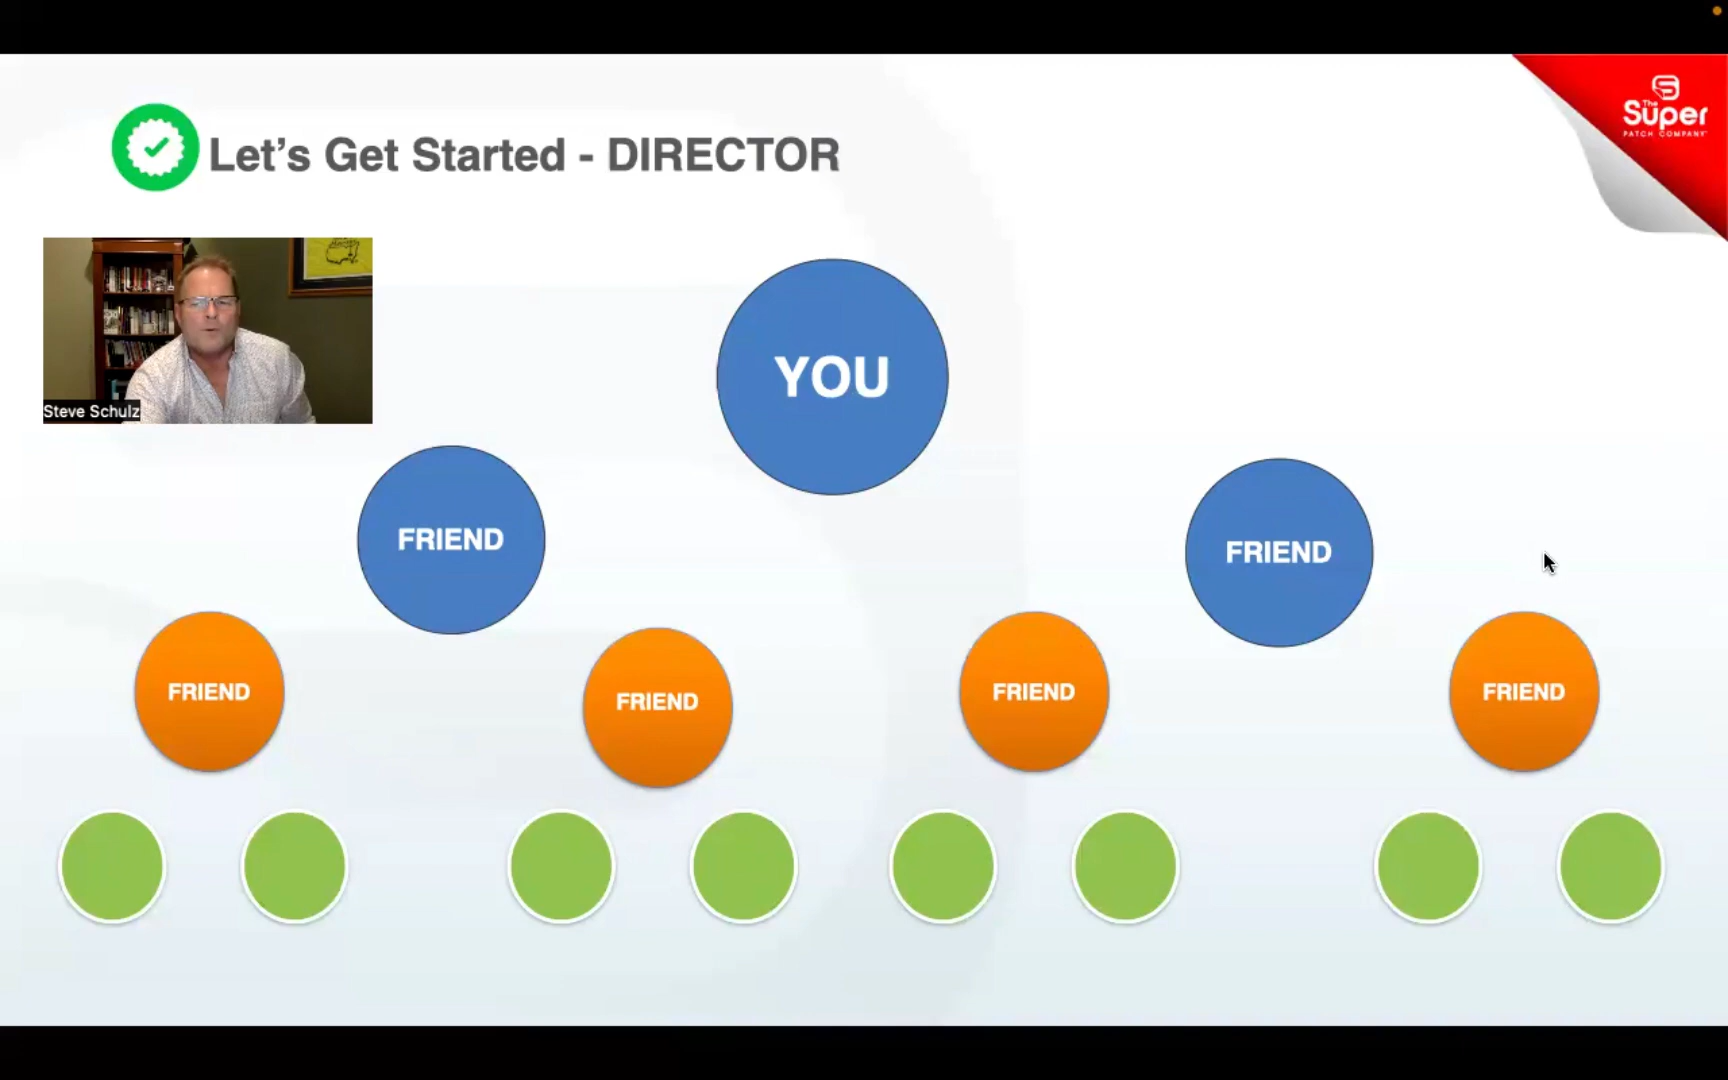 The
Super
PATCH COMPANY
Let's Get Started - DIRECTOR
YOU
Steve Schulz
FRIEND
FRIEND
FRIEND
FRIEND
FRIEND
FRIEND